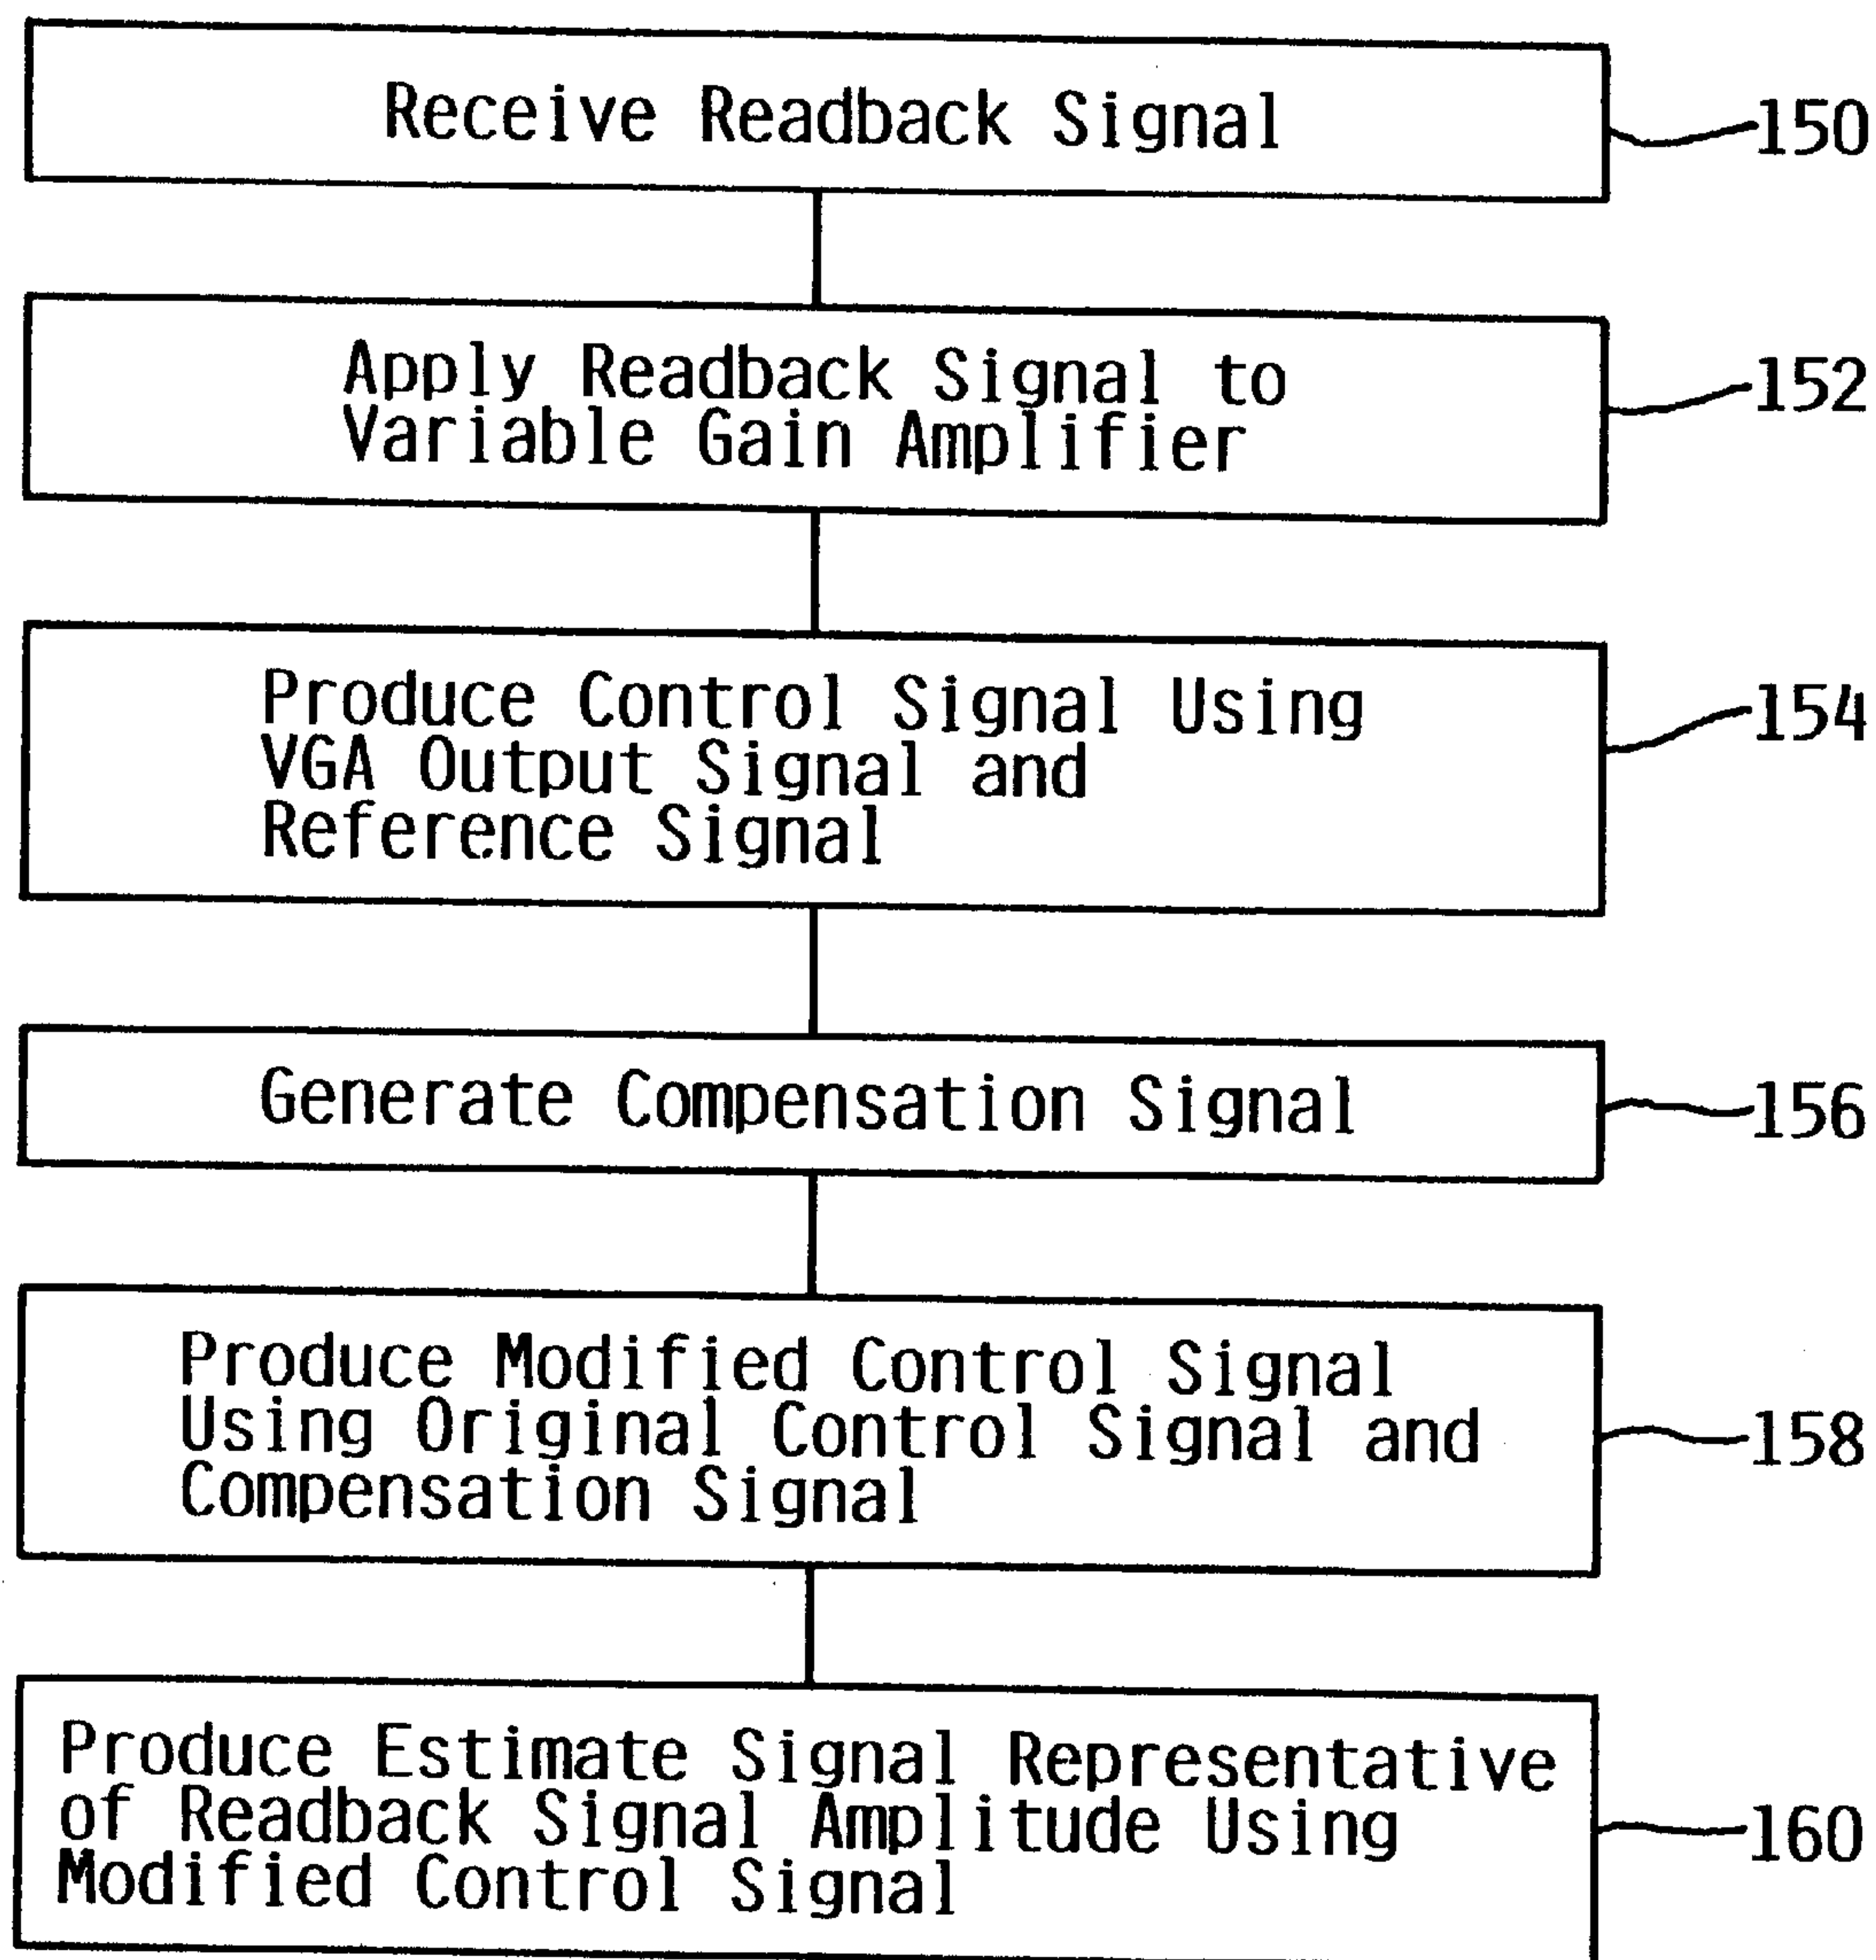 Receive Readback Signal
150
Apply Readback Signal to
Variable Gain Amplifier
152
Produce Control Signal Using
VGA Output Signal and
Reference Signal
154
Generate Compensation Signal
156
Produce Modified Control Signal
Using Original Control Signal and
Compensation Signal
158
Produce Estimate Signal Representative
of Readback Signal Amplitude Using
Modified Control Signal
160